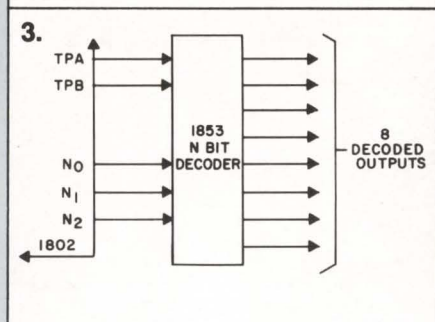 3.
TPA
TPB
1853
N BIT
DECODER
8
DECODED
OUTPUTS
N0
N1
N2
1802